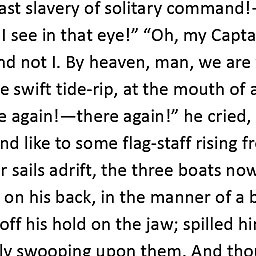 ast slavery of solitary command!-
I see in that eye!” “Oh, my Capta
nd not I. By heaven, man, we are
e swift tide-rip, at the mouth of a
e again!—there again!” he cried,
nd like to some flag-staff rising fr
r sails adrift, the three boats now
on his back, in the manner of a b
off his hold on the jaw; spilled hi
ly swooping upon them. And tho